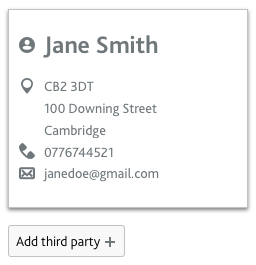 Jane Smith
CB2 3DT
100 Downing Street
Cambridge
0776744521
janedoe@gmail.com
Add third party +